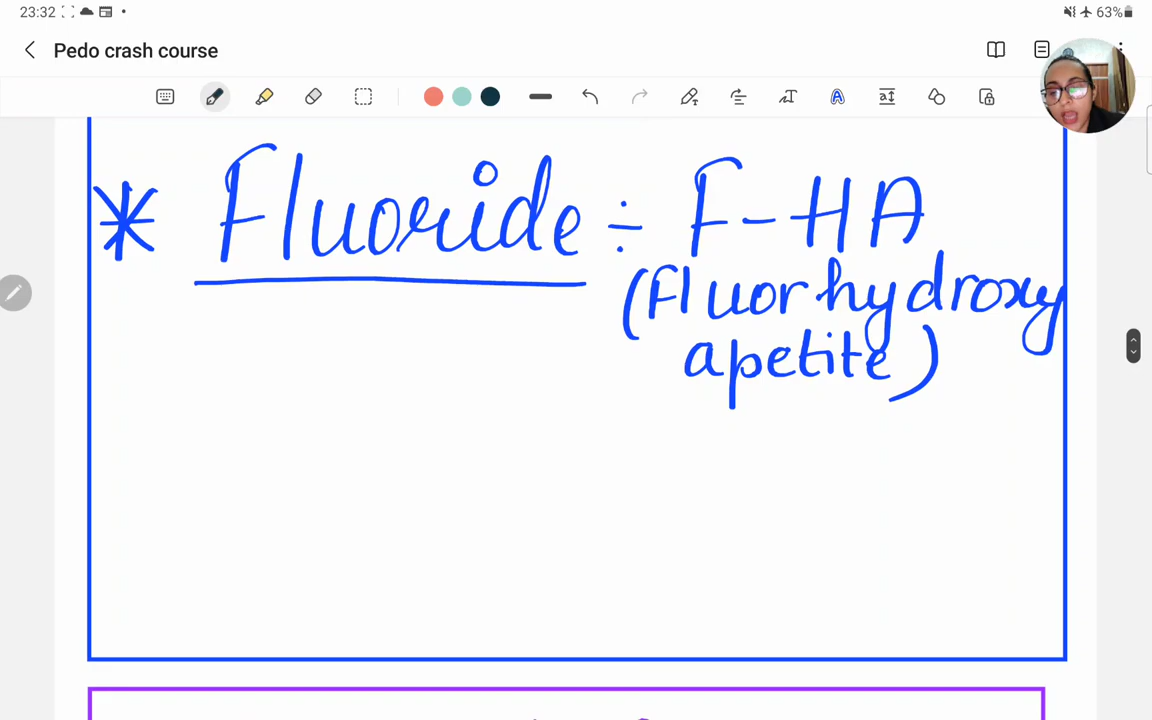 23:32 63%
Pedo crash course
* Fluoride ÷ F-HA
(Fluorhydroxy
apetite)